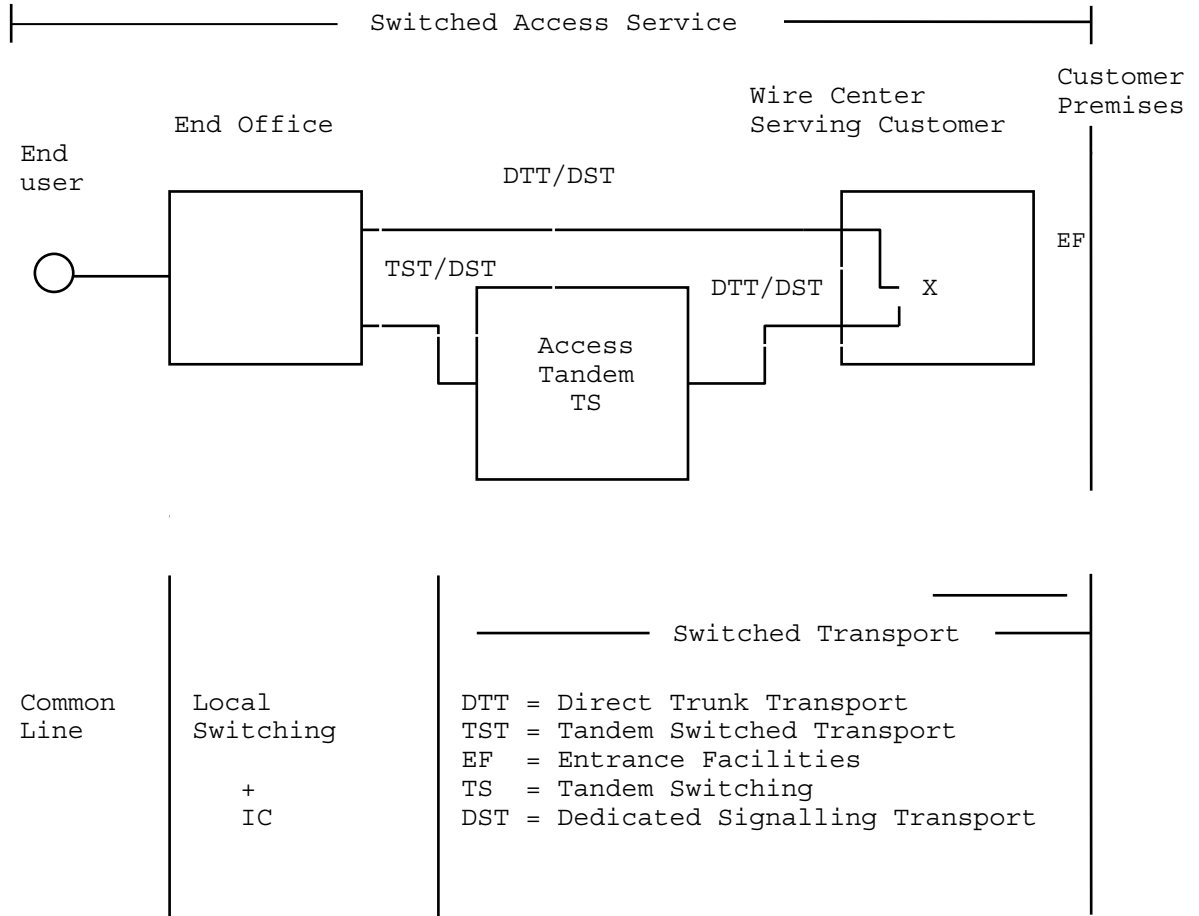 Switched Access Service
Customer
Premises
Wire Center
Serving Customer
End Office
End
user
DTT/DST
EF
TST/DST
DTT/DST
X
Access
Tandem
TS
Switched Transport
Common
Line
Local
Switching
+
IC
DTT = Direct Trunk Transport
TST = Tandem Switched Transport
EF = Entrance Facilities
TS = Tandem Switching
DST = Dedicated Signalling Transport